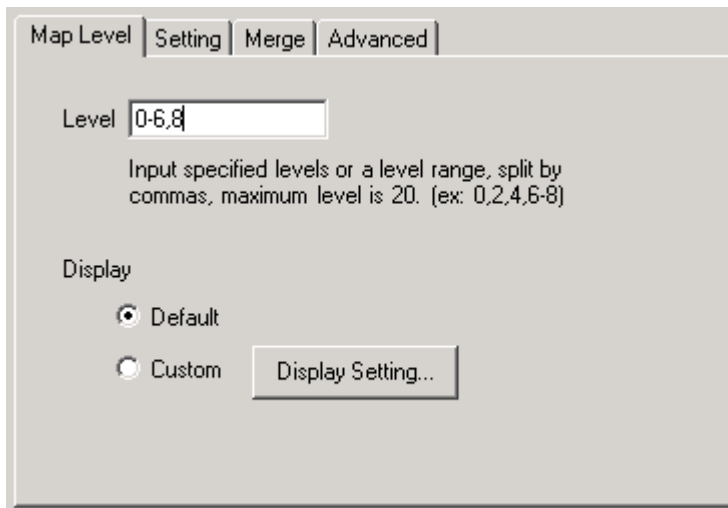 Map Level Setting Merge Advanced
Level 0-6,8
Input specified levels or a level range, split by
commas, maximum level is 20. (ex: 0,2,4,6-8)
Display
Default
Custom Display Setting...